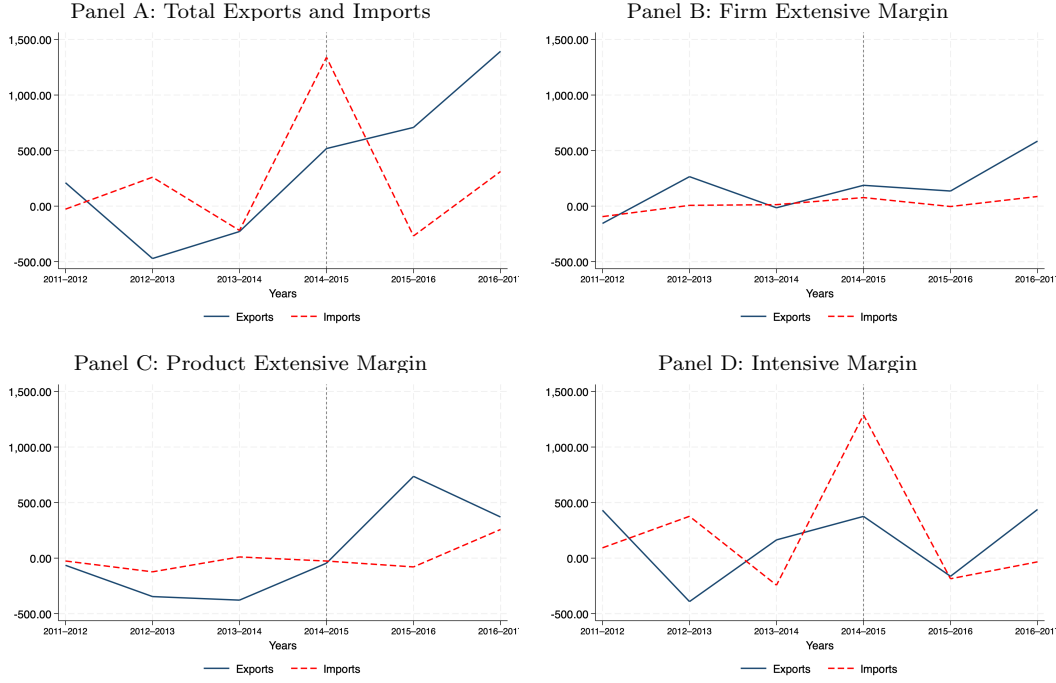 Panel A: Total Exports and Imports
1,500.00
1,000.00
500.00
0.00
-500.00
2011–2012 2012–2013 2013–2014 2014–2015 2015–2016 2016–201
Years
Exports Imports
Panel B: Firm Extensive Margin
1,500.00
1,000.00
500.00
0.00
-500.00
2011–2012 2012–2013 2013–2014 2014–2015 2015–2016 2016–2017
Years
Exports Imports
Panel C: Product Extensive Margin
1,500.00
1,000.00
500.00
0.00
-500.00
2011–2012 2012–2013 2013–2014 2014–2015 2015–2016 2016–201
Years
Exports Imports
Panel D: Intensive Margin
1,500.00
1,000.00
500.00
0.00
-500.00
2011–2012 2012–2013 2013–2014 2014–2015 2015–2016 2016–2017
Years
Exports Imports